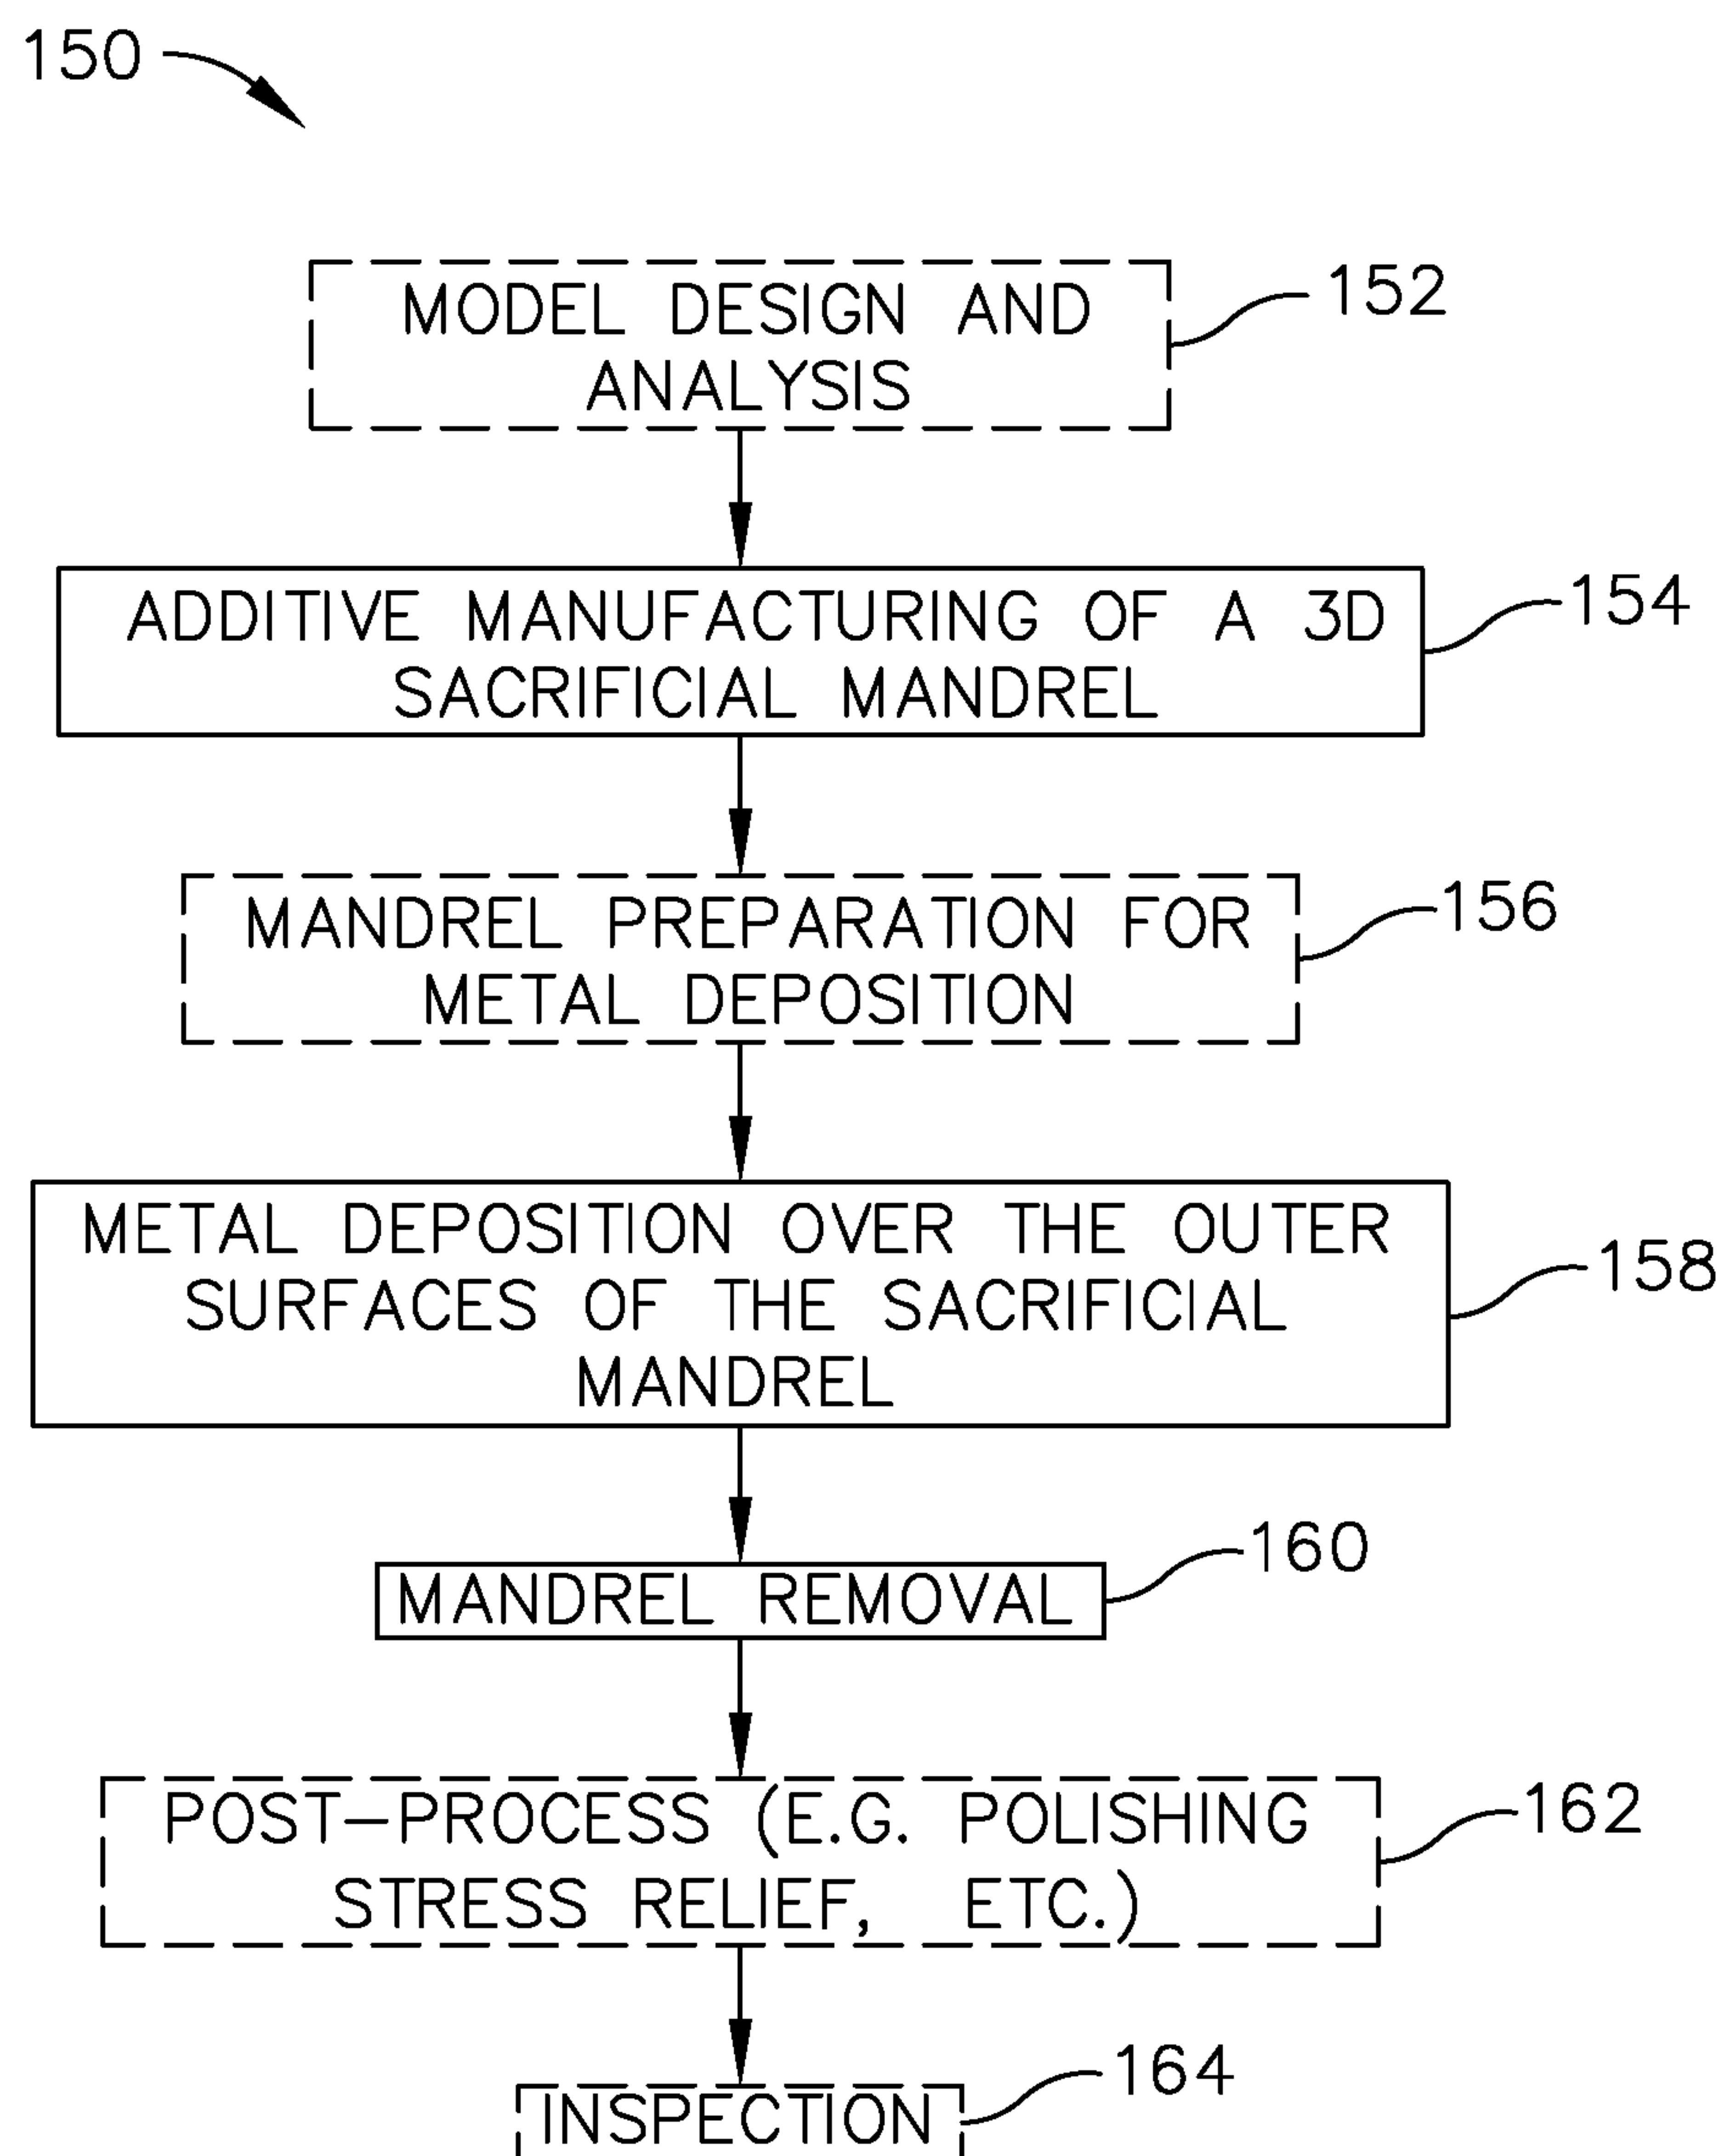 150
MODEL DESIGN AND
ANALYSIS
152
ADDITIVE MANUFACTURING OF A 3D
SACRIFICIAL MANDREL
154
MANDREL PREPARATION FOR
METAL DEPOSITION
156
METAL DEPOSITION OVER THE OUTER
SURFACES OF THE SACRIFICIAL
MANDREL
158
MANDREL REMOVAL
160
POST-PROCESS (E.G. POLISHING
STRESS RELIEF, ETC.)
162
INSPECTION
164